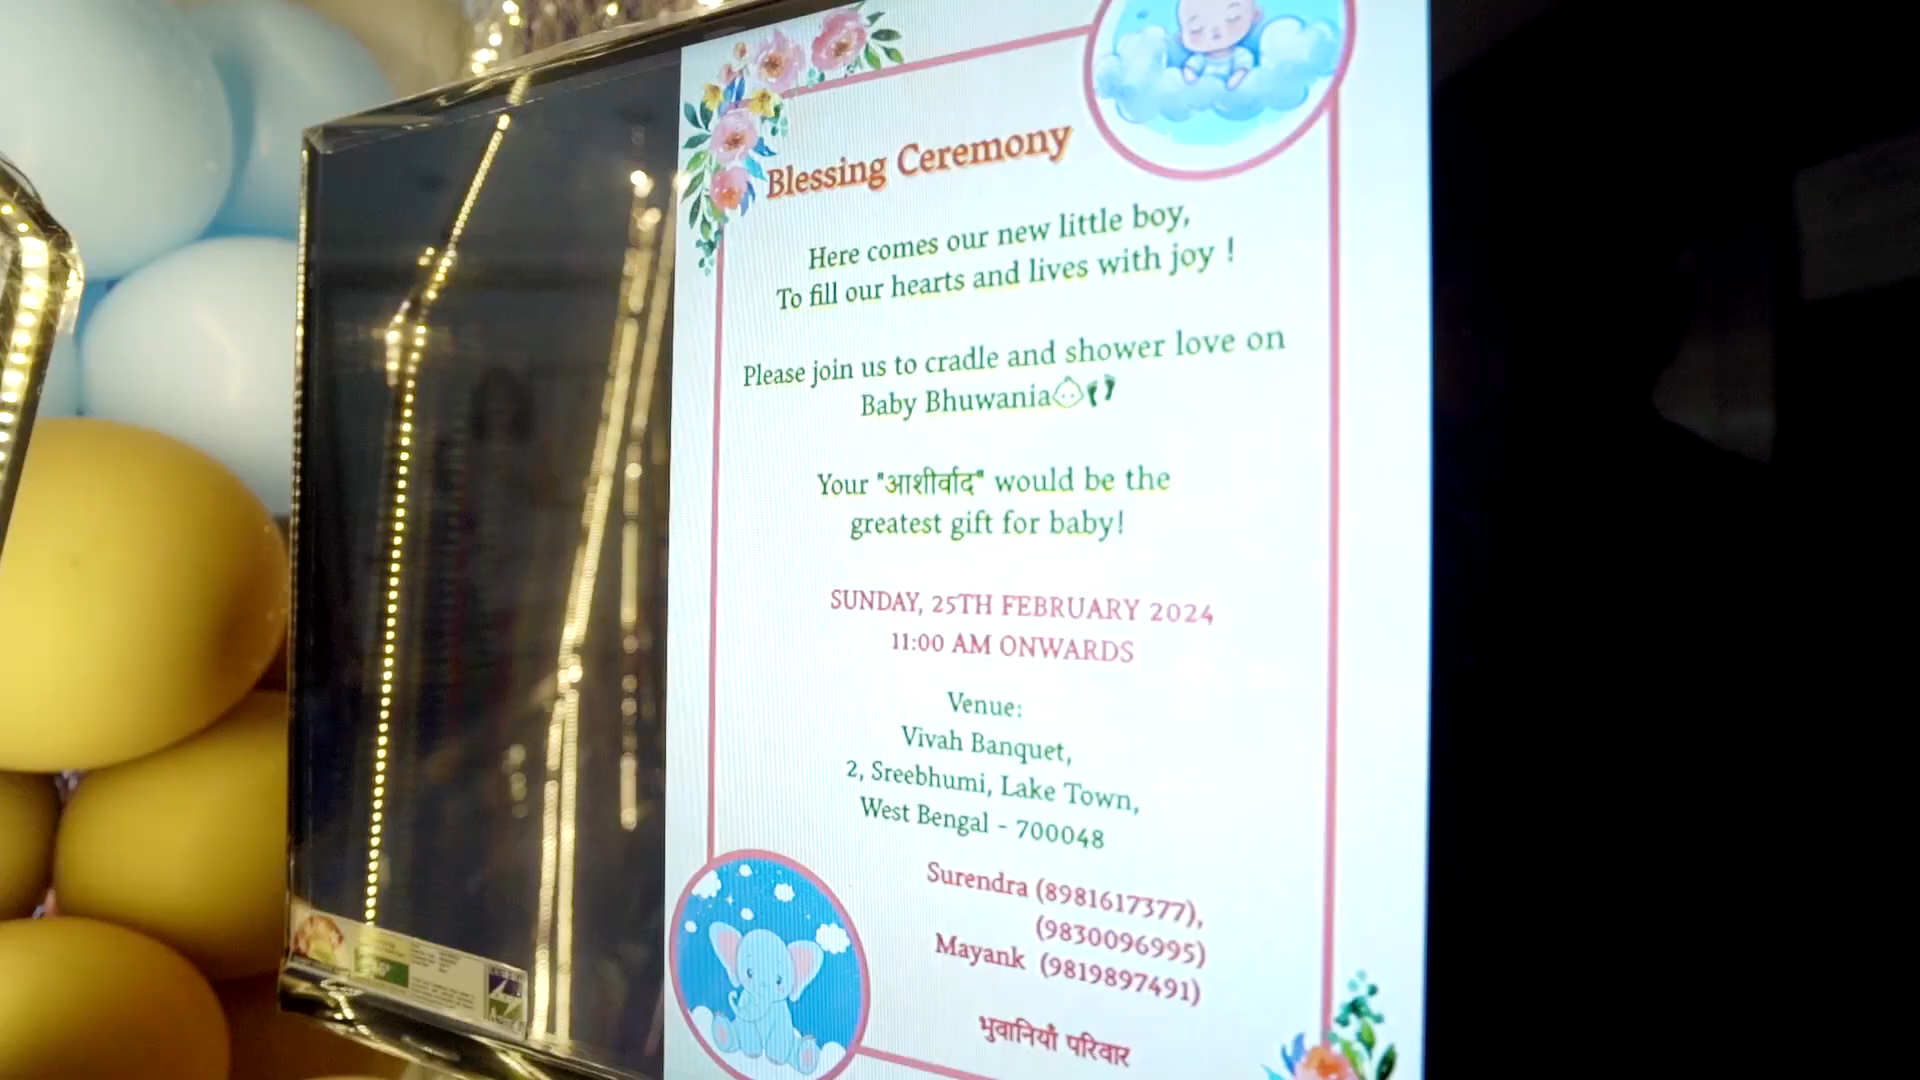 Blessing Ceremony
Here comes our new little boy,
To fill our hearts and lives with joy !
Please join us to cradle and shower love on
Baby Bhuwania
Your "आशीर्वाद" would be the
greatest gift for baby!
SUNDAY, 25TH FEBRUARY 2024
11:00 AM ONWARDS
Venue:
Vivah Banquet,
2, Sreebhumi, Lake Town,
West Bengal - 700048
Surendra (8981617377),
(9830096995)
Mayank (9819897491)
भुवानियाँ परिवार